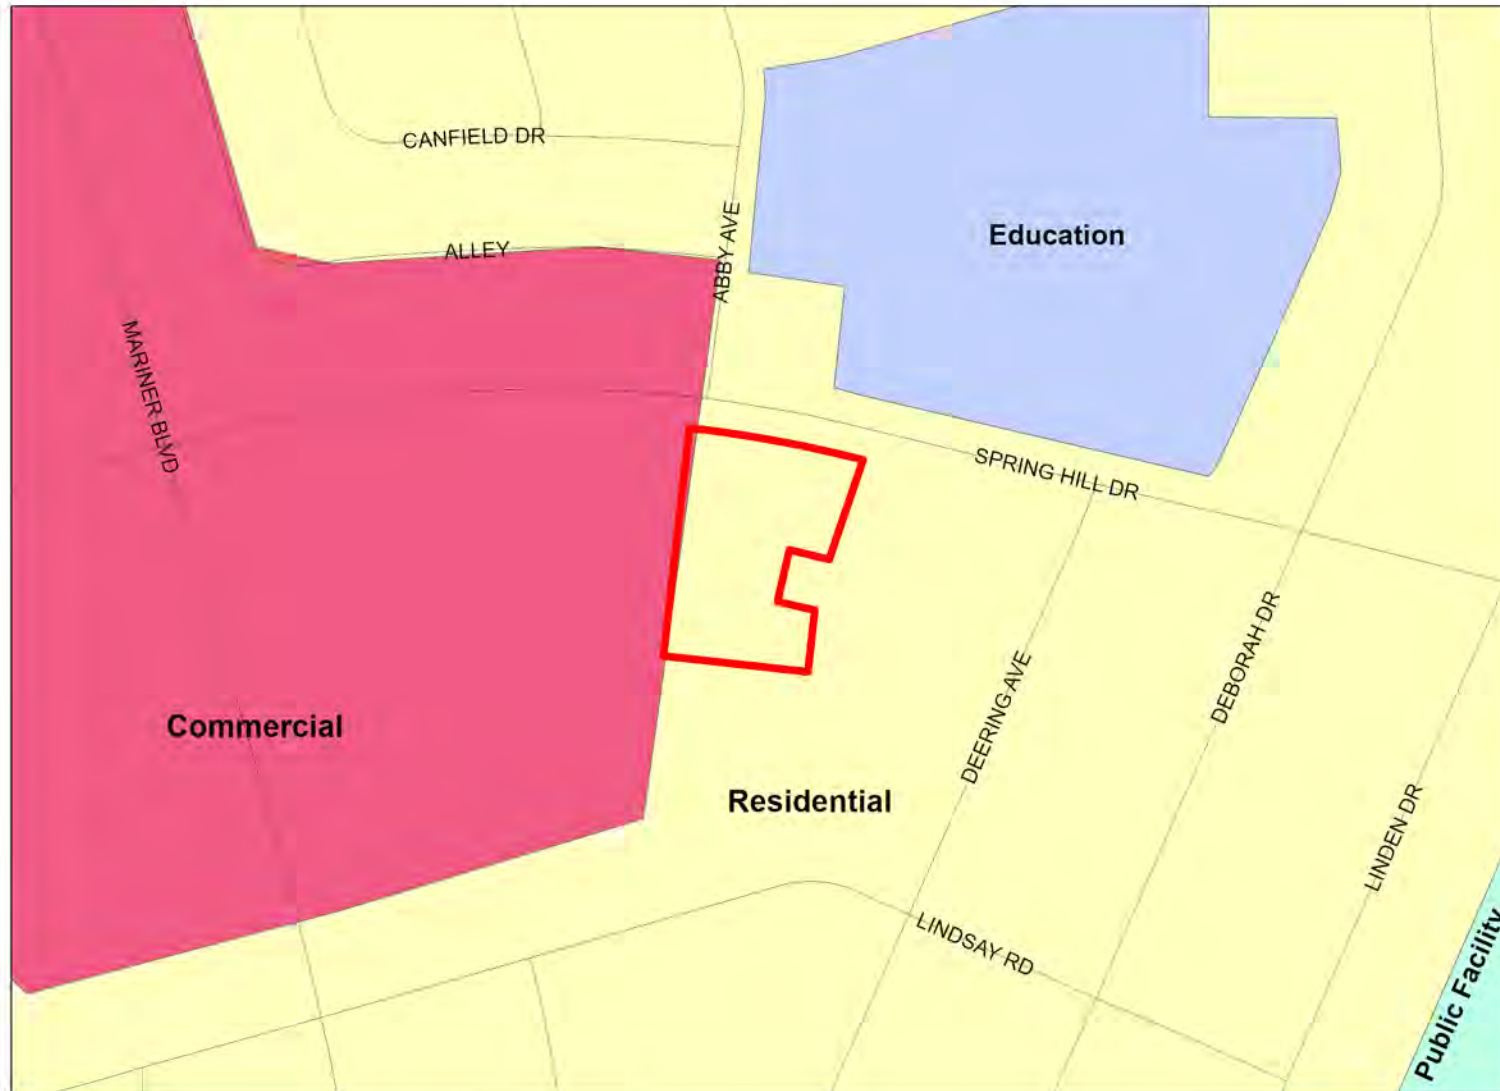 CANFIELD DR
ALLEY
ABBY AVE
Education
MARINER BLVD
SPRING HILL DR
Commercial
Residential
DEERING AVE
DEBORAH DR
LINDEN DR
LINDSAY RD
Public Facility